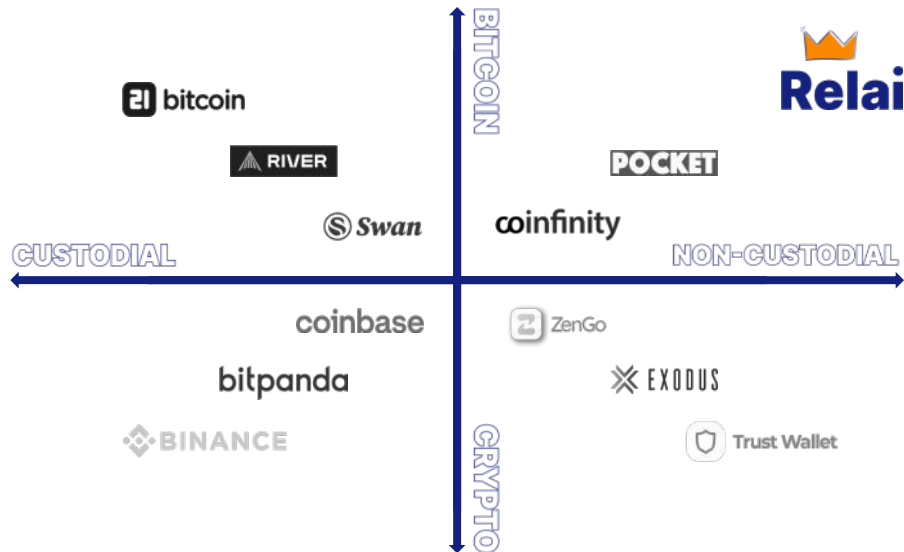 BITCOIN
Relai
21 bitcoin
RIVER
POCKET
Swan
coinfinity
CUSTODIAL
NON-CUSTODIAL
coinbase
ZenGo
bitpanda
EXODUS
BINANCE
Trust Wallet
CRYPTO